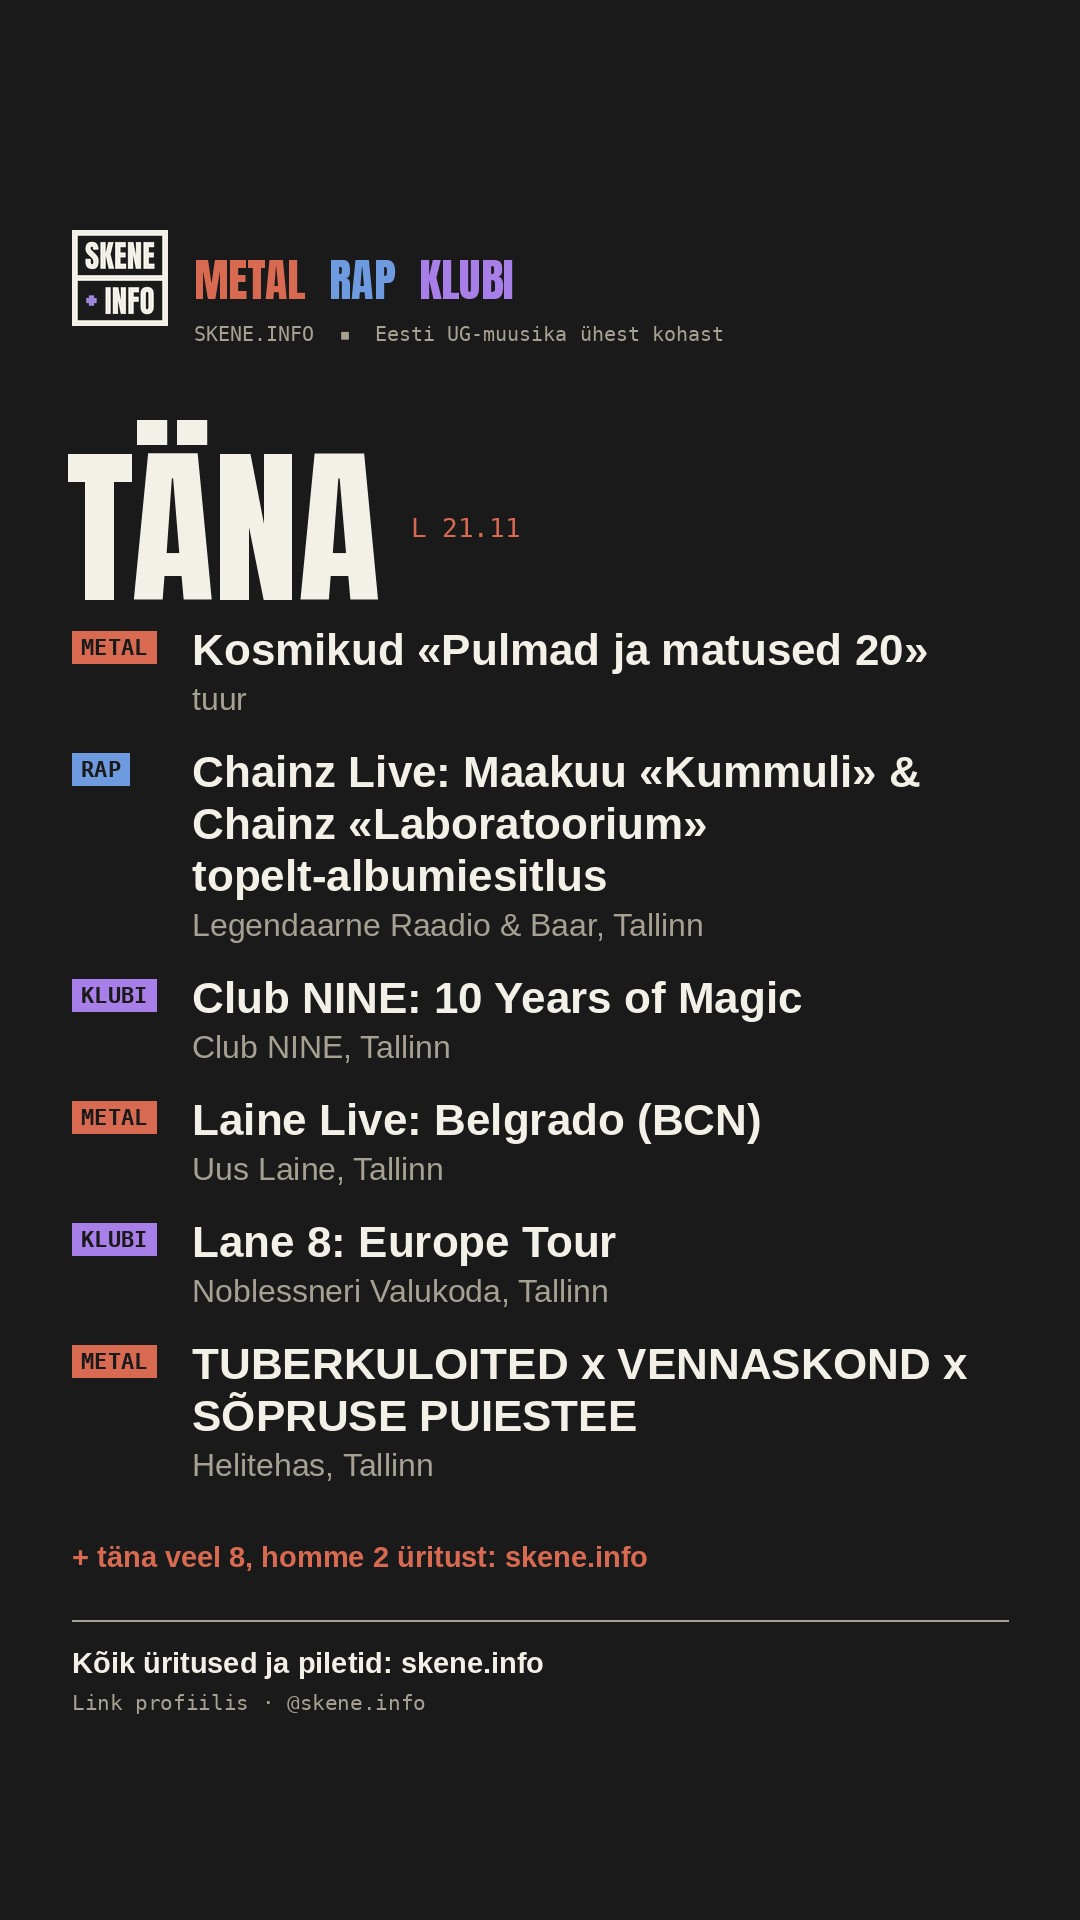 SKENE
+ INFO
METAL RAP KLUBI
SKENE.INFO ■ Eesti UG-muusika ühest kohast
TÄNA L 21.11
METAL Kosmikud «Pulmad ja matused 20»
tuur
RAP Chainz Live: Maakuu «Kummuli» &
Chainz «Laboratoorium»
topelt-albumiesitlus
Legendaarne Raadio & Baar, Tallinn
KLUBI Club NINE: 10 Years of Magic
Club NINE, Tallinn
METAL Laine Live: Belgrado (BCN)
Uus Laine, Tallinn
KLUBI Lane 8: Europe Tour
Noblessneri Valukoda, Tallinn
METAL TUBERKULOITED x VENNASKOND x
SÕPRUSE PUIESTEE
Helitehas, Tallinn
+ täna veel 8, homme 2 üritust: skene.info
Kõik üritused ja piletid: skene.info
Link profiilis · @skene.info